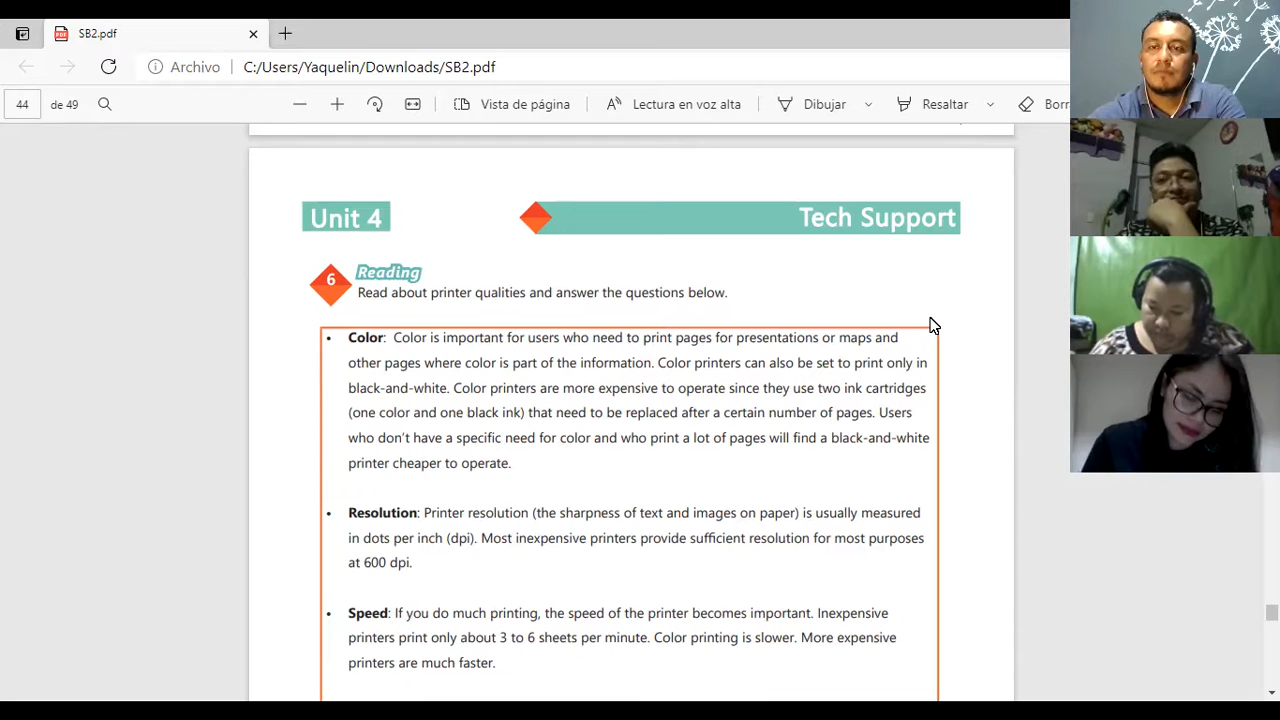 SB2.pdf
Archivo C:/Users/Yaquelin/Downloads/SB2.pdf
44 de 49 Vista de página Lectura en voz alta Dibujar Resaltar Borr
Unit 4 Tech Support
6 Reading
Read about printer qualities and answer the questions below.
• Color: Color is important for users who need to print pages for presentations or maps and
other pages where color is part of the information. Color printers can also be set to print only in
black-and-white. Color printers are more expensive to operate since they use two ink cartridges
(one color and one black ink) that need to be replaced after a certain number of pages. Users
who don't have a specific need for color and who print a lot of pages will find a black-and-white
printer cheaper to operate.
• Resolution: Printer resolution (the sharpness of text and images on paper) is usually measured
in dots per inch (dpi). Most inexpensive printers provide sufficient resolution for most purposes
at 600 dpi.
• Speed: If you do much printing, the speed of the printer becomes important. Inexpensive
printers print only about 3 to 6 sheets per minute. Color printing is slower. More expensive
printers are much faster.